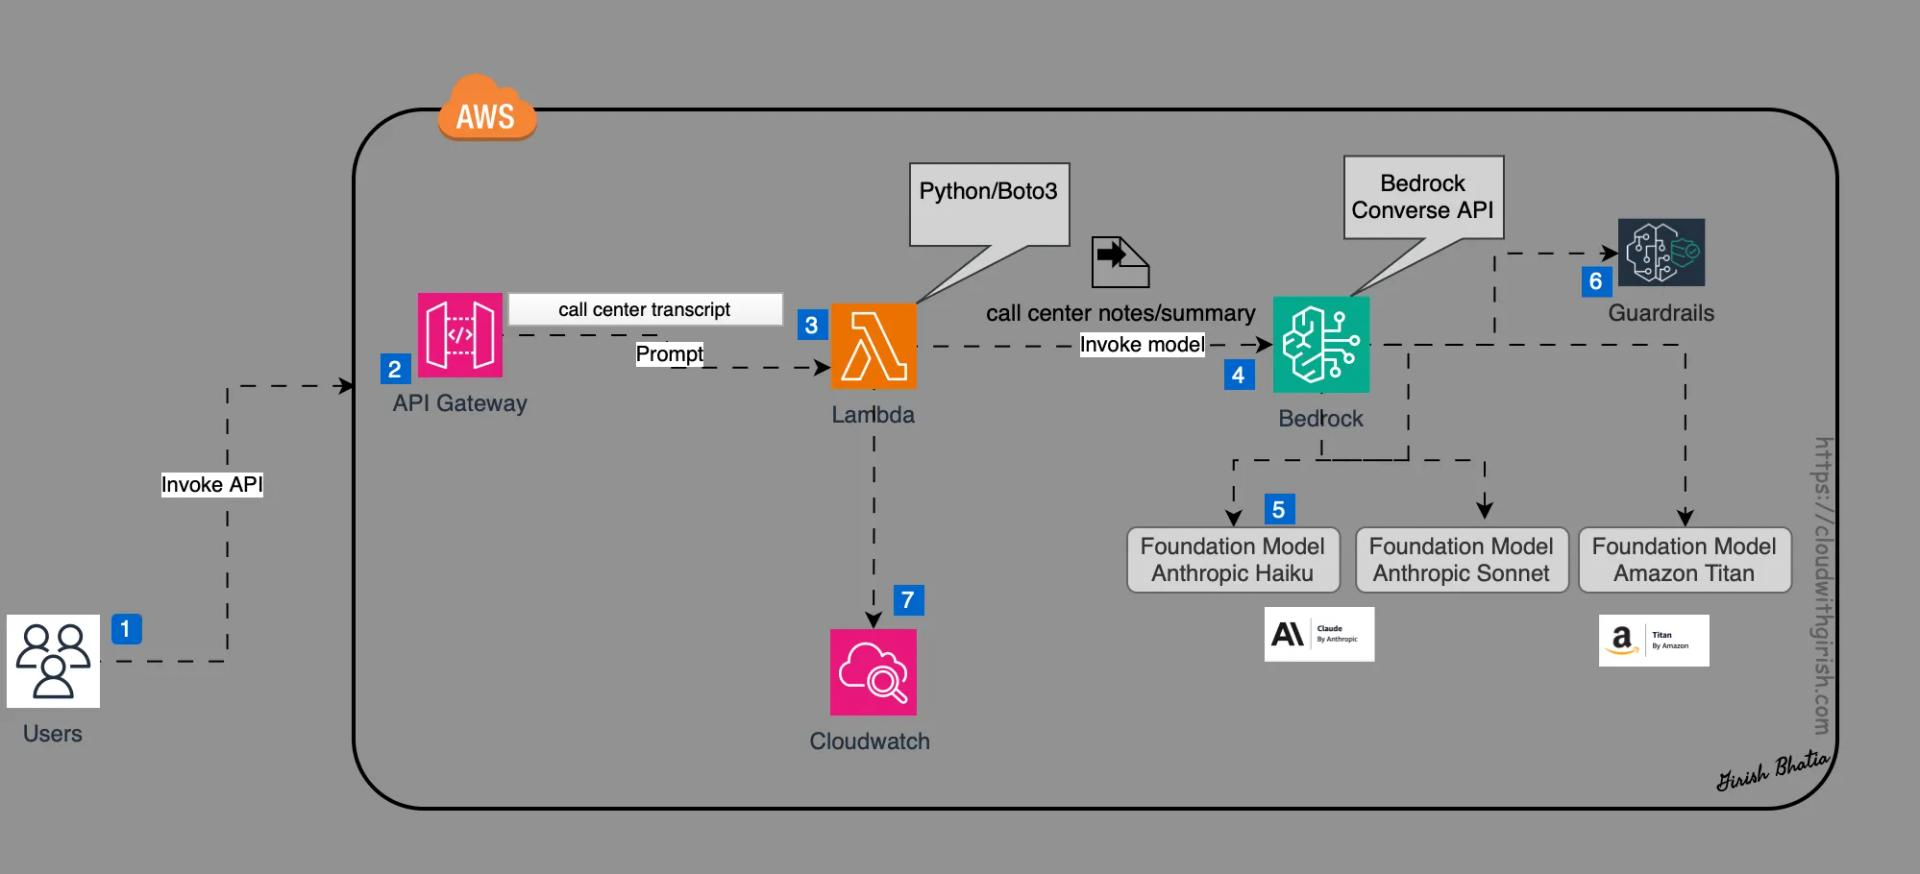 AWS
Python/Boto3
Bedrock
Converse API
call center transcript
3
call center notes/summary
6
Guardrails
Prompt
Invoke model
2
4
API Gateway
Lambda
Bedrock
Invoke API
5
Foundation Model
Anthropic Haiku
Foundation Model
Anthropic Sonnet
Foundation Model
Amazon Titan
7
1
A\
Claude
By Anthropic
a
Titan
By Amazon
Users
Cloudwatch
https://cloudwithgirish.com
Girish Bhatia